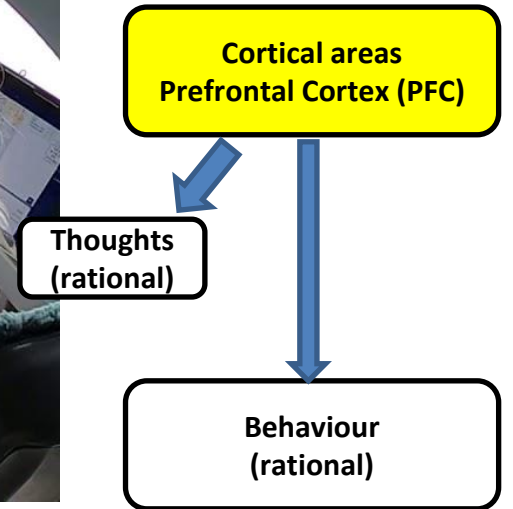 Cortical areas
Prefrontal Cortex (PFC)
Thoughts
(rational)
Behaviour
(rational)